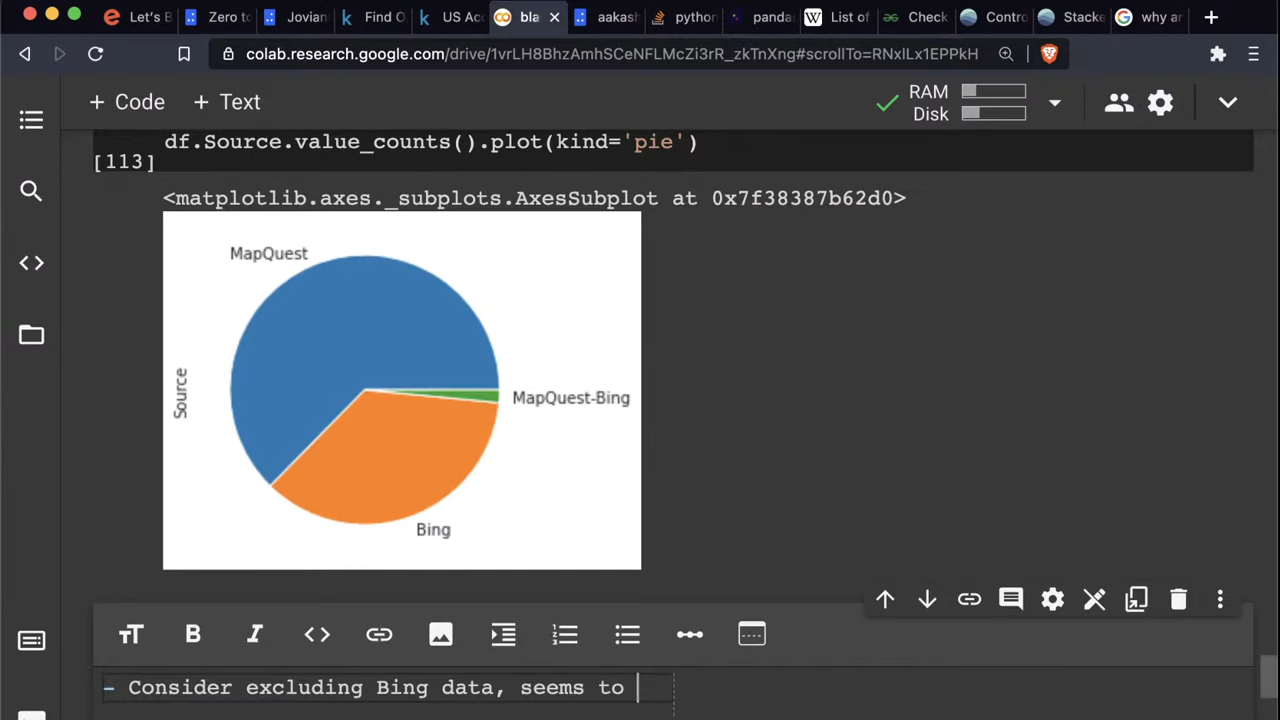 Let's B
Zero to
Jovian
Find O
US Acc
bla
aakash
python
panda
List of
Check
Contro
Stacke
why ar
colab.research.google.com/drive/1vrLH8BhzAmhSCeNFLMcZi3rR_zkTnXng#scrollTo=RNxlLx1EPPkH
+ Code + Text
RAM
Disk
df.Source.value_counts().plot(kind='pie')
[113]
<matplotlib.axes._subplots.AxesSubplot at 0x7f38387b62d0>
MapQuest
MapQuest-Bing
Source
Bing
- Consider excluding Bing data, seems to